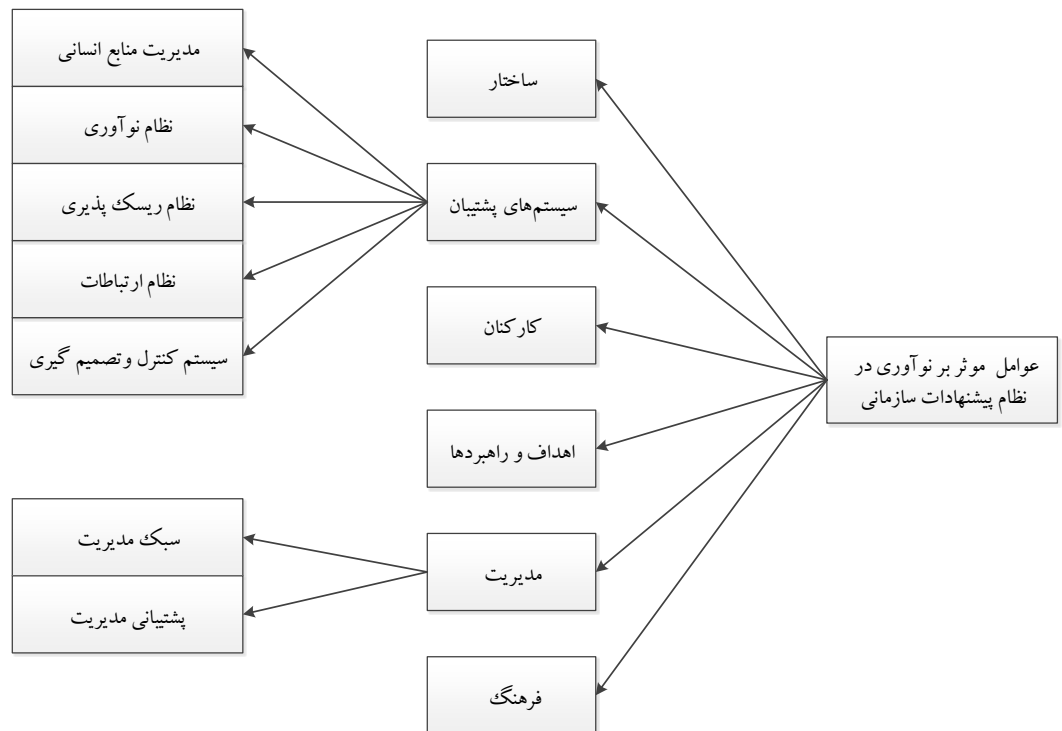 عوامل موثر بر نوآوری در
نظام پیشنهادات سازمانی
ساختار
سیستم‌های پشتیبان
کارکنان
اهداف و راهبردها
مدیریت
فرهنگ
مدیریت منابع انسانی
نظام نوآوری
نظام ریسک پذیری
نظام ارتباطات
سیستم کنترل وتصمیم گیری
سبک مدیریت
پشتیبانی مدیریت